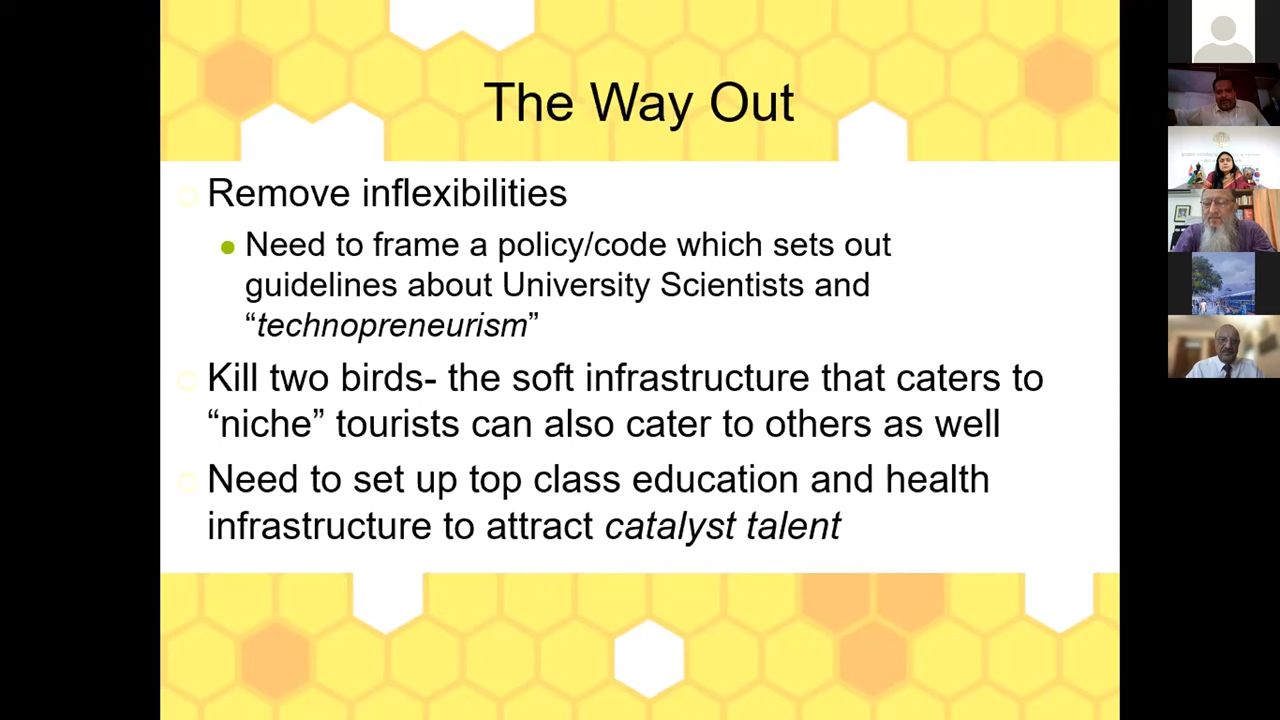 The Way Out
Remove inflexibilities
Need to frame a policy/code which sets out
guidelines about University Scientists and
“technopreneurism”
Kill two birds- the soft infrastructure that caters to
“niche” tourists can also cater to others as well
Need to set up top class education and health
infrastructure to attract catalyst talent